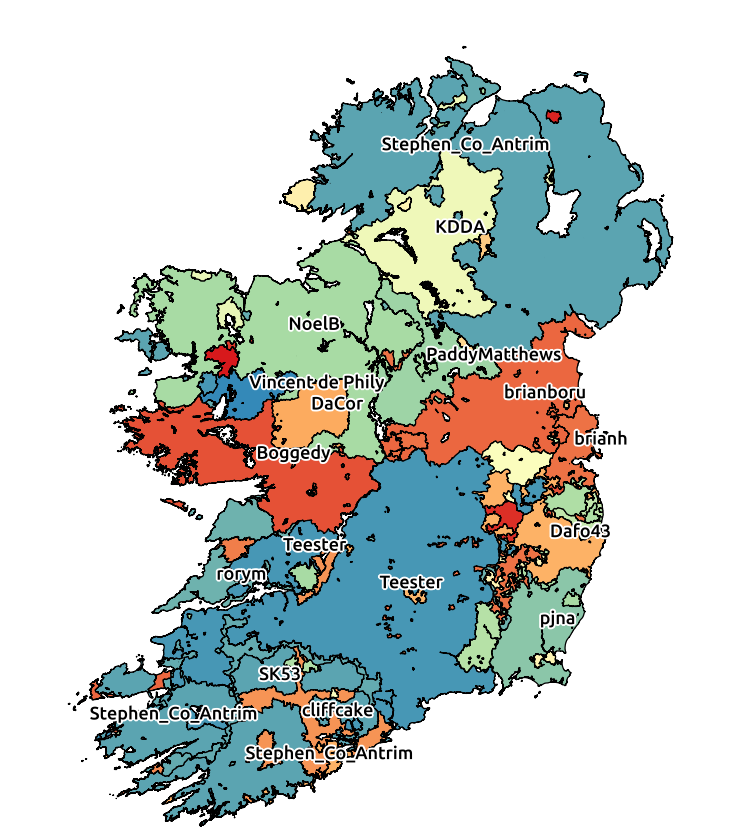 Stephen_Co_Antrim
KDDA
NoelB
PaddyMatthews
Vincent de Phily
brianboru
DaCor
brianh
Boggedy
Dafo43
Teester
rorym
Teester
pjna
SK53
cliffcake
Stephen_Co_Antrim
Stephen_Co_Antrim